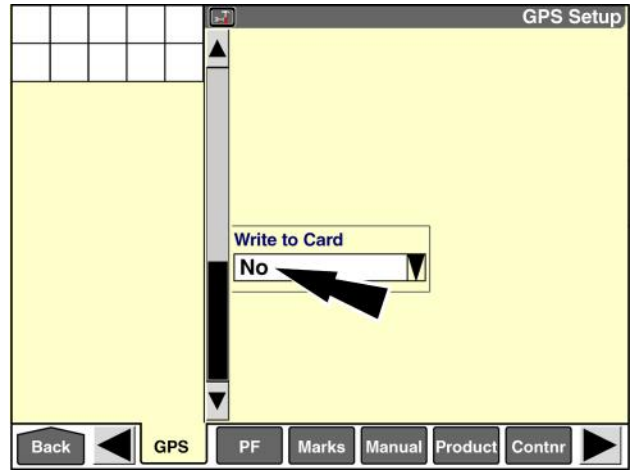 GPS Setup
Write to Card
No
Back
GPS
PF
Marks
Manual
Product
Contnr